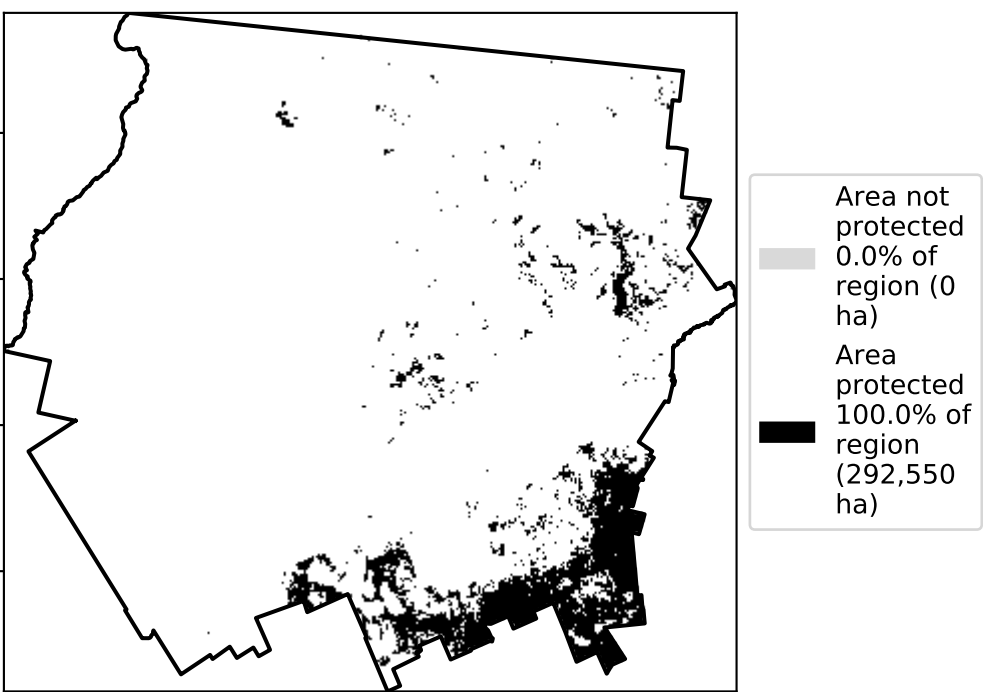 Area not
protected
0.0% of
region (0
ha)
Area
protected
100.0% of
region
(292,550
ha)